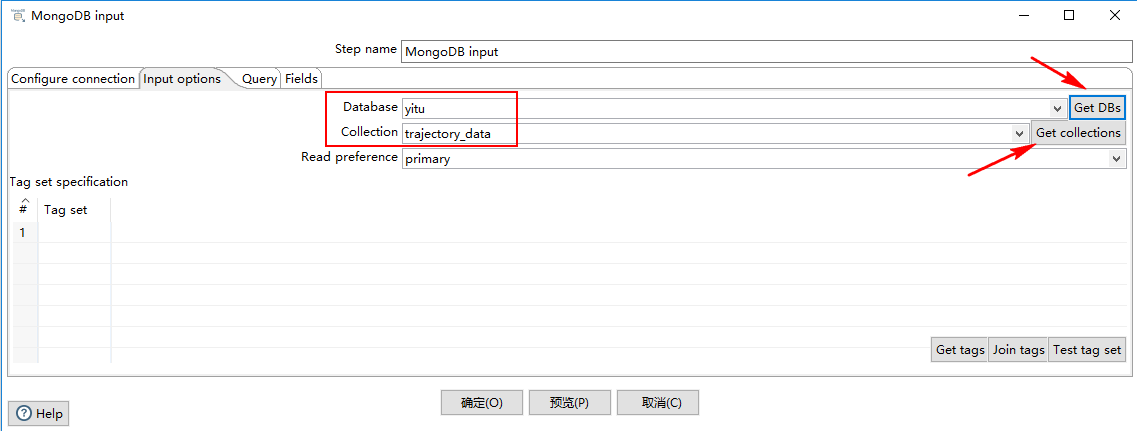 MongoDB input
Step name MongoDB input
Configure connection Input options Query Fields
Database yitu Get DBs
Collection trajectory_data Get collections
Read preference primary
Tag set specification
# Tag set
1
Get tags Join tags Test tag set
确定(O) 预览(P) 取消(C)
Help